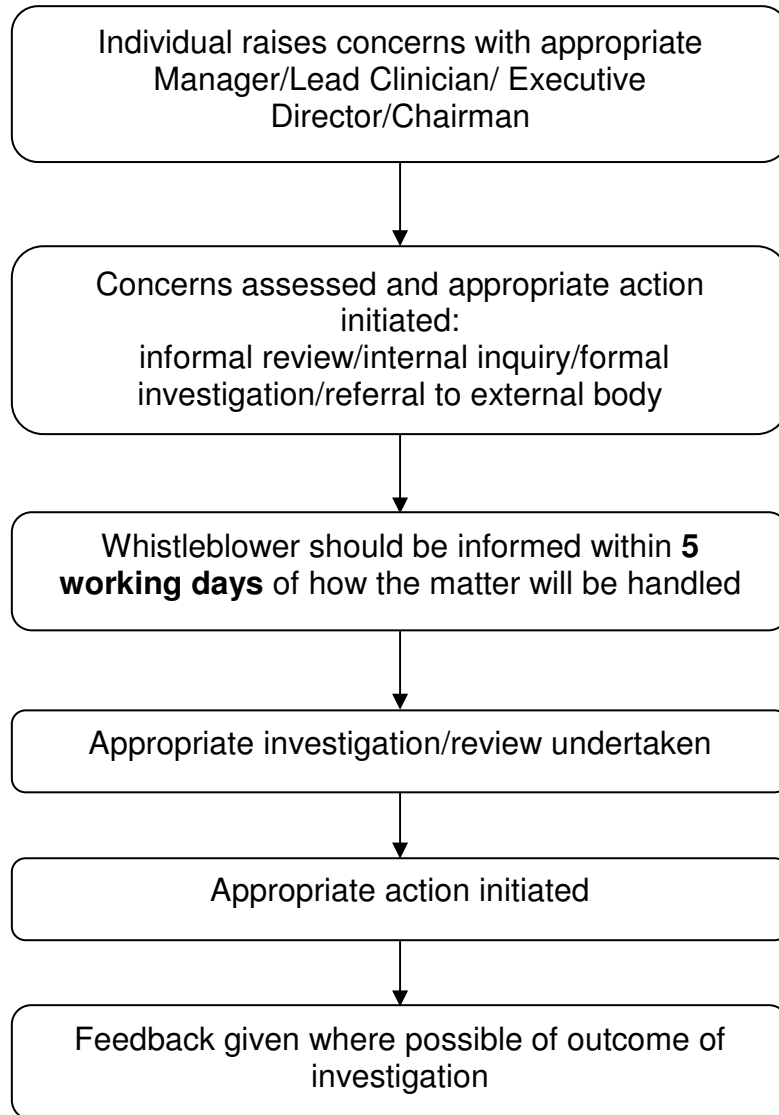 Individual raises concerns with appropriate
Manager/Lead Clinician/ Executive
Director/Chairman
Concerns assessed and appropriate action
initiated:
informal review/internal inquiry/formal
investigation/referral to external body
Whistleblower should be informed within 5
working days of how the matter will be handled
Appropriate investigation/review undertaken
Appropriate action initiated
Feedback given where possible of outcome of
investigation